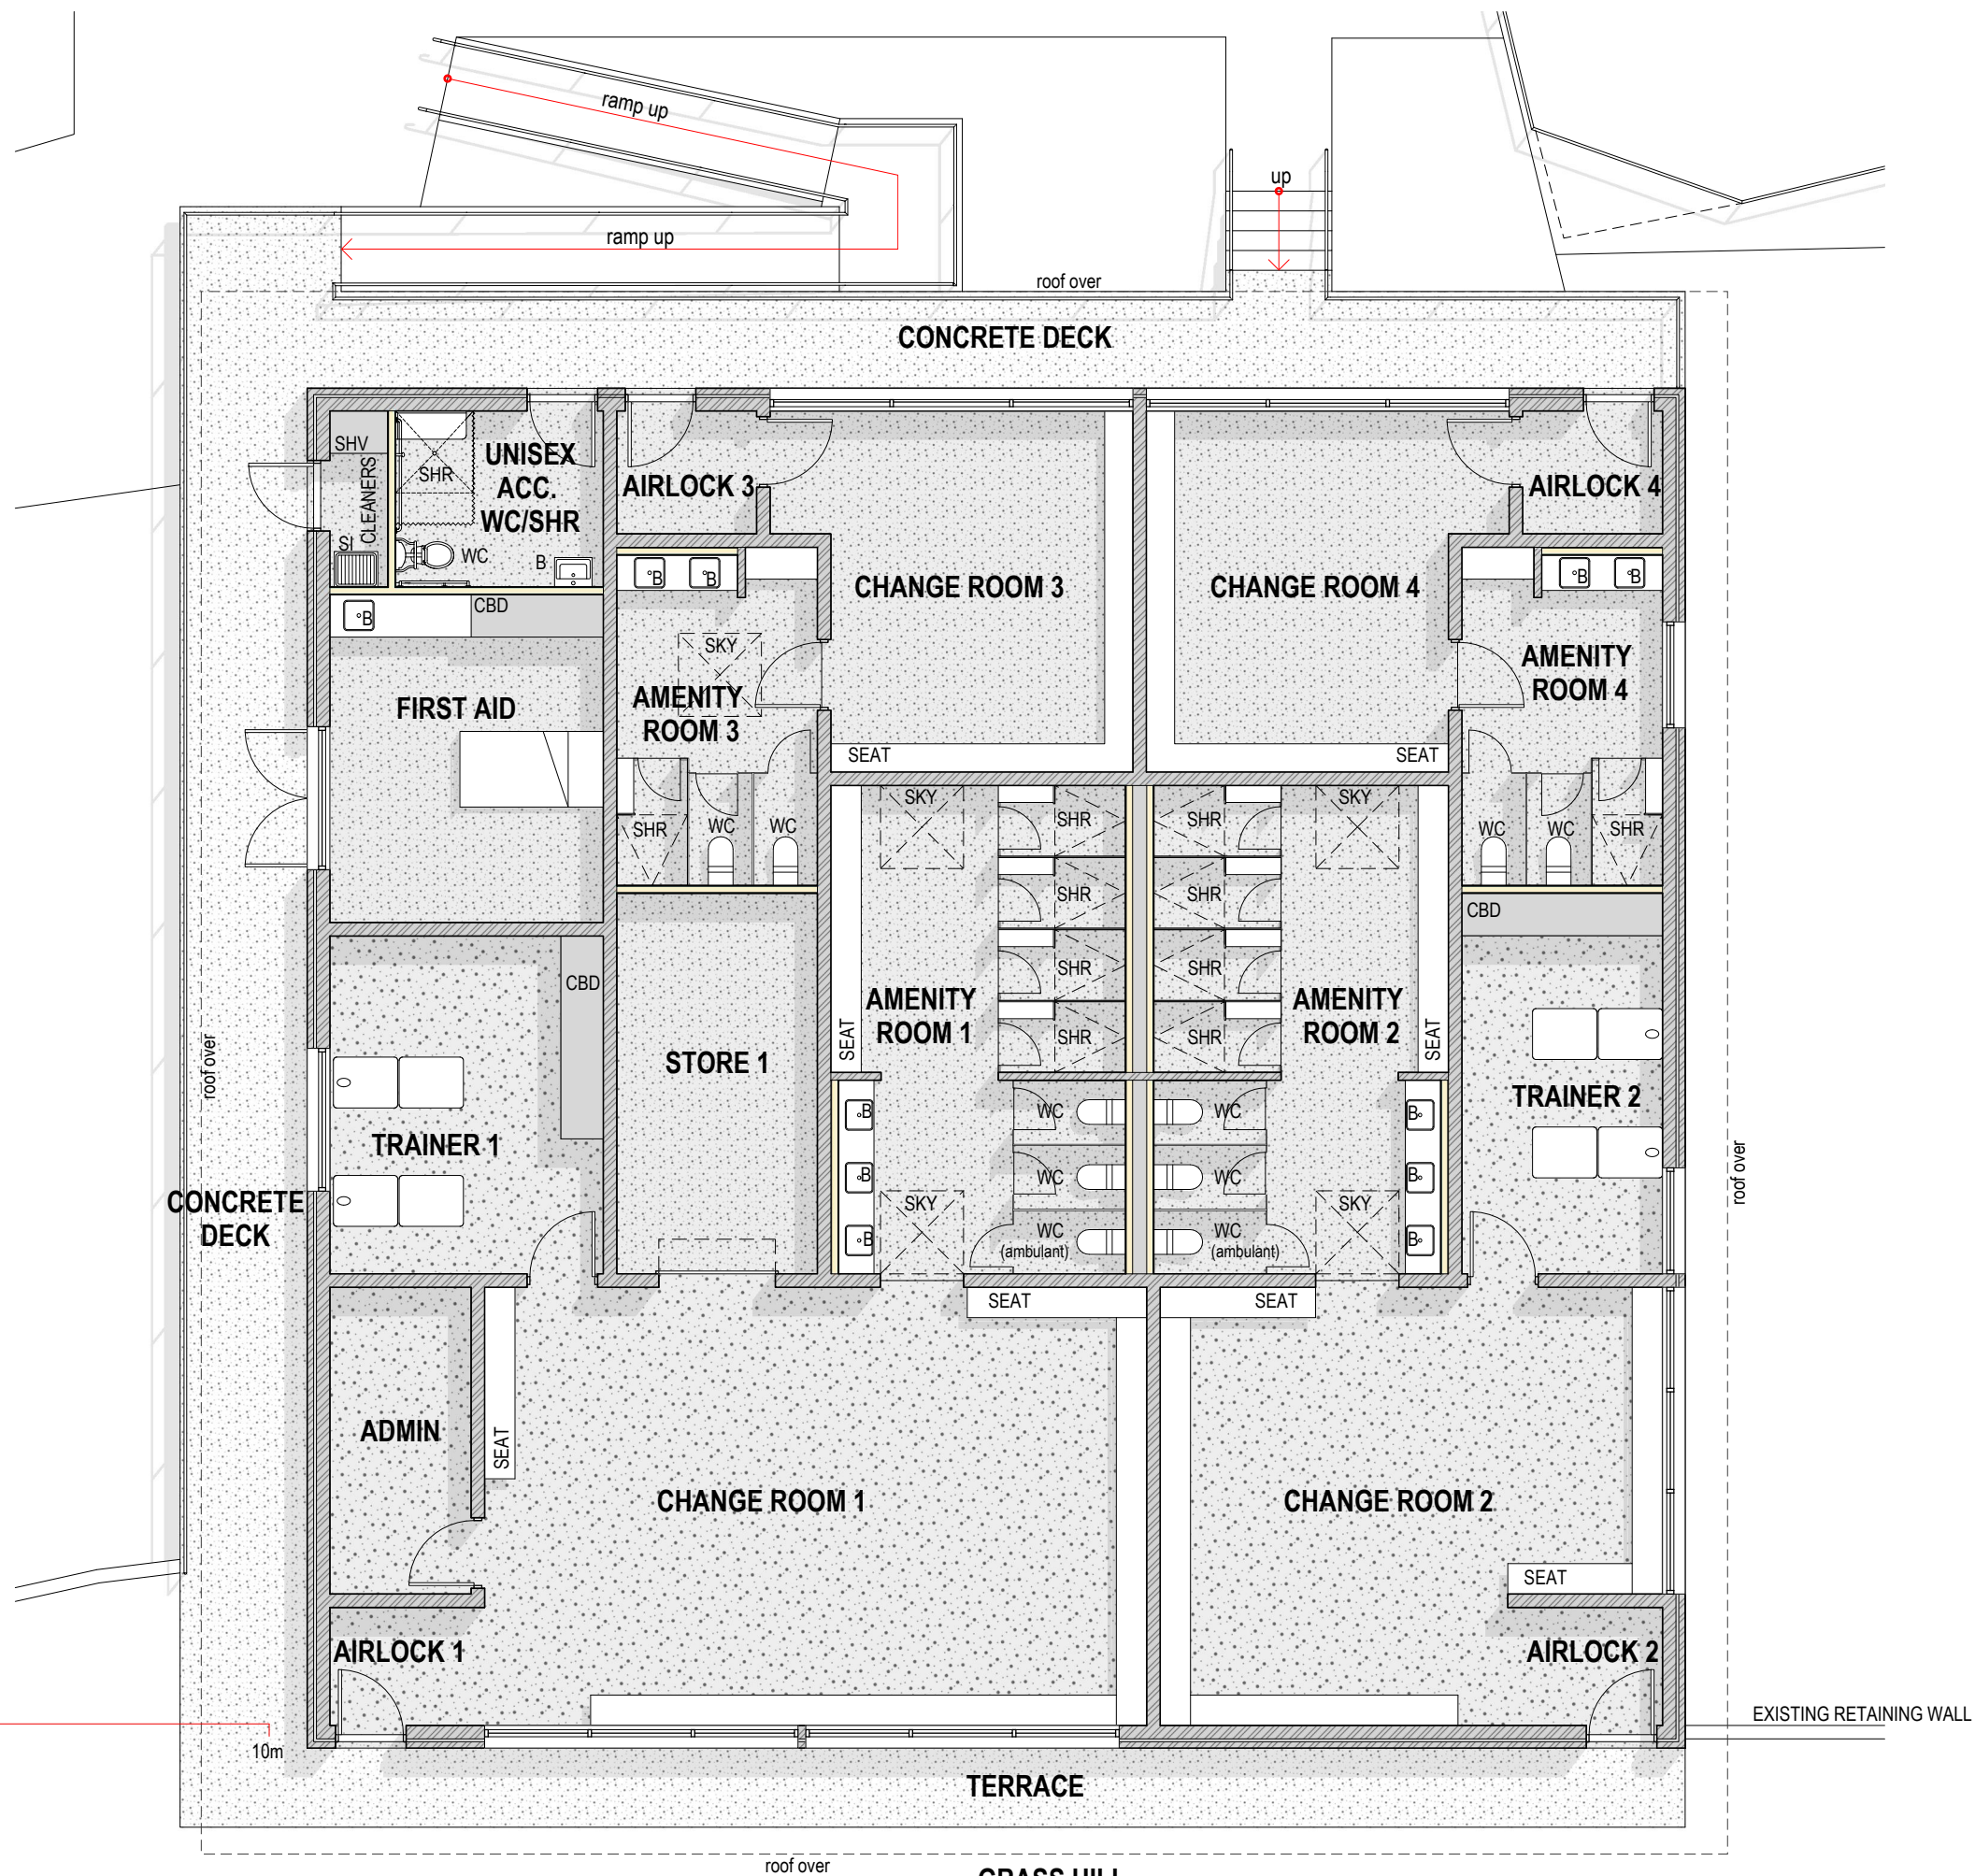 ramp up
up
ramp up
roof over
CONCRETE DECK
SHV
CLEANERS
SI
SHR
UNISEX
ACC.
WC/SHR
WC
B
AIRLOCK 3
AIRLOCK 4
B
B
CHANGE ROOM 3
CHANGE ROOM 4
B
B
B
CBD
FIRST AID
SKY
AMENITY
ROOM 3
AMENITY
ROOM 4
SEAT
SEAT
SHR
WC
WC
SKY
SHR
SHR
SKY
WC
WC
SHR
SHR
SHR
CBD
SHR
SHR
CBD
AMENITY
ROOM 1
AMENITY
ROOM 2
SEAT
SHR
SHR
SEAT
STORE 1
roof over
TRAINER 1
TRAINER 2
B
WC
WC
B
B
WC
WC
B
SKY
SKY
B
WC
(ambulant)
WC
(ambulant)
B
roof over
CONCRETE
DECK
SEAT
SEAT
ADMIN
SEAT
CHANGE ROOM 1
CHANGE ROOM 2
SEAT
AIRLOCK 1
AIRLOCK 2
EXISTING RETAINING WALL
10m
TERRACE
roof over
GRASS HILL